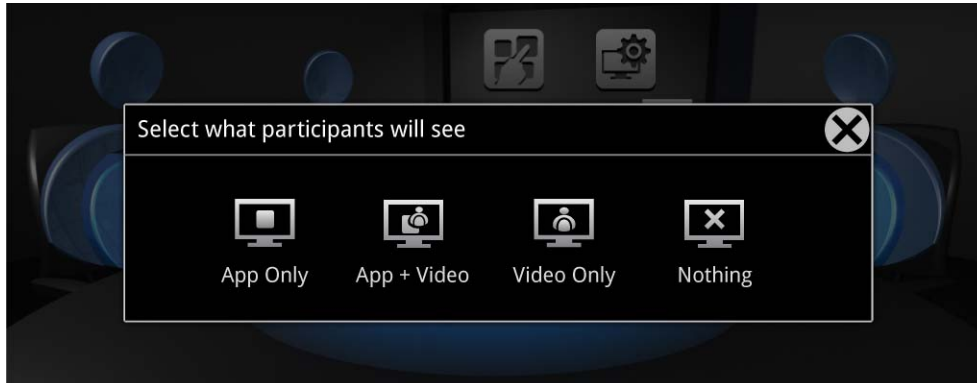 Select what participants will see
App Only
App + Video
Video Only
Nothing